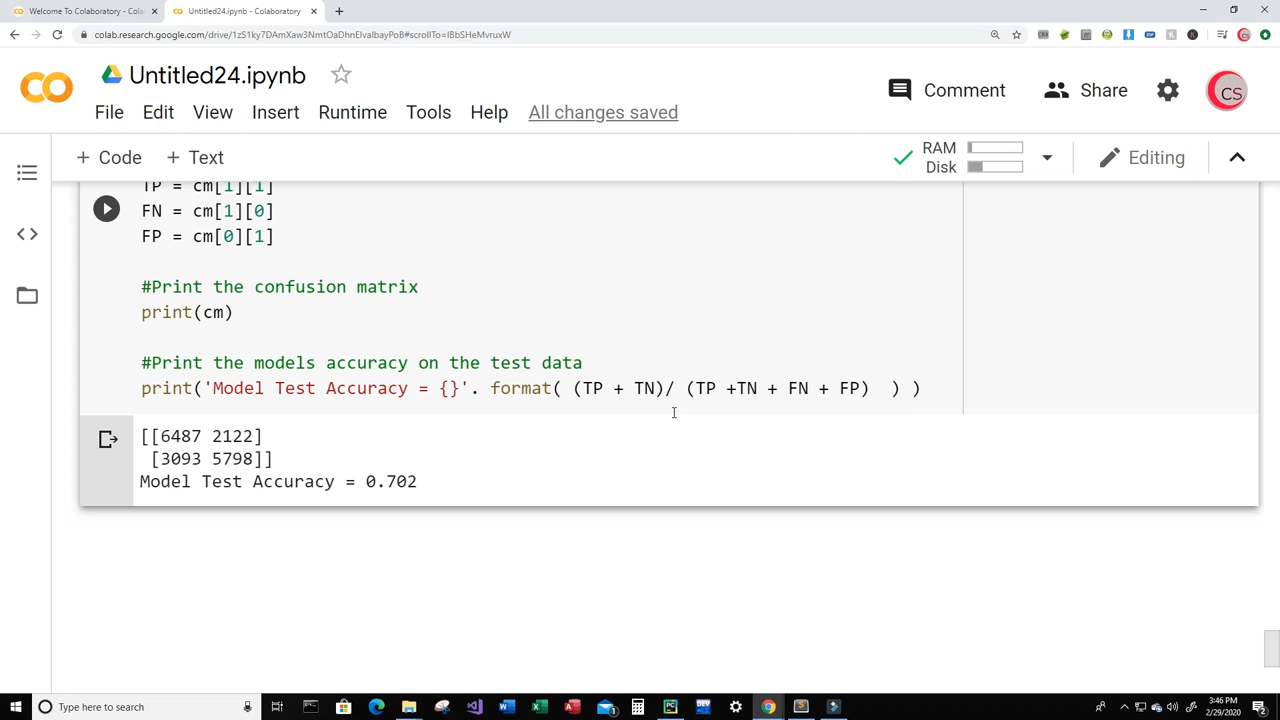 Welcome To Colaboratory - Cola
Untitled24.ipynb - Colaboratory
colab.research.google.com/drive/1zS1ky7DAmXaw3NmtOaDhnElvalbayPoB#scrollTo=lBbSHeMvruxW
Untitled24.ipynb
Comment
Share
CS
File Edit View Insert Runtime Tools Help All changes saved
+ Code + Text
RAM
Disk
Editing
TP = cm[1][1]
FN = cm[1][0]
FP = cm[0][1]
#Print the confusion matrix
print(cm)
#Print the models accuracy on the test data
print('Model Test Accuracy = {}'. format( (TP + TN)/ (TP +TN + FN + FP)  ) )
[[6487 2122]
 [3093 5798]]
Model Test Accuracy = 0.702
Type here to search
3:46 PM
2/29/2020